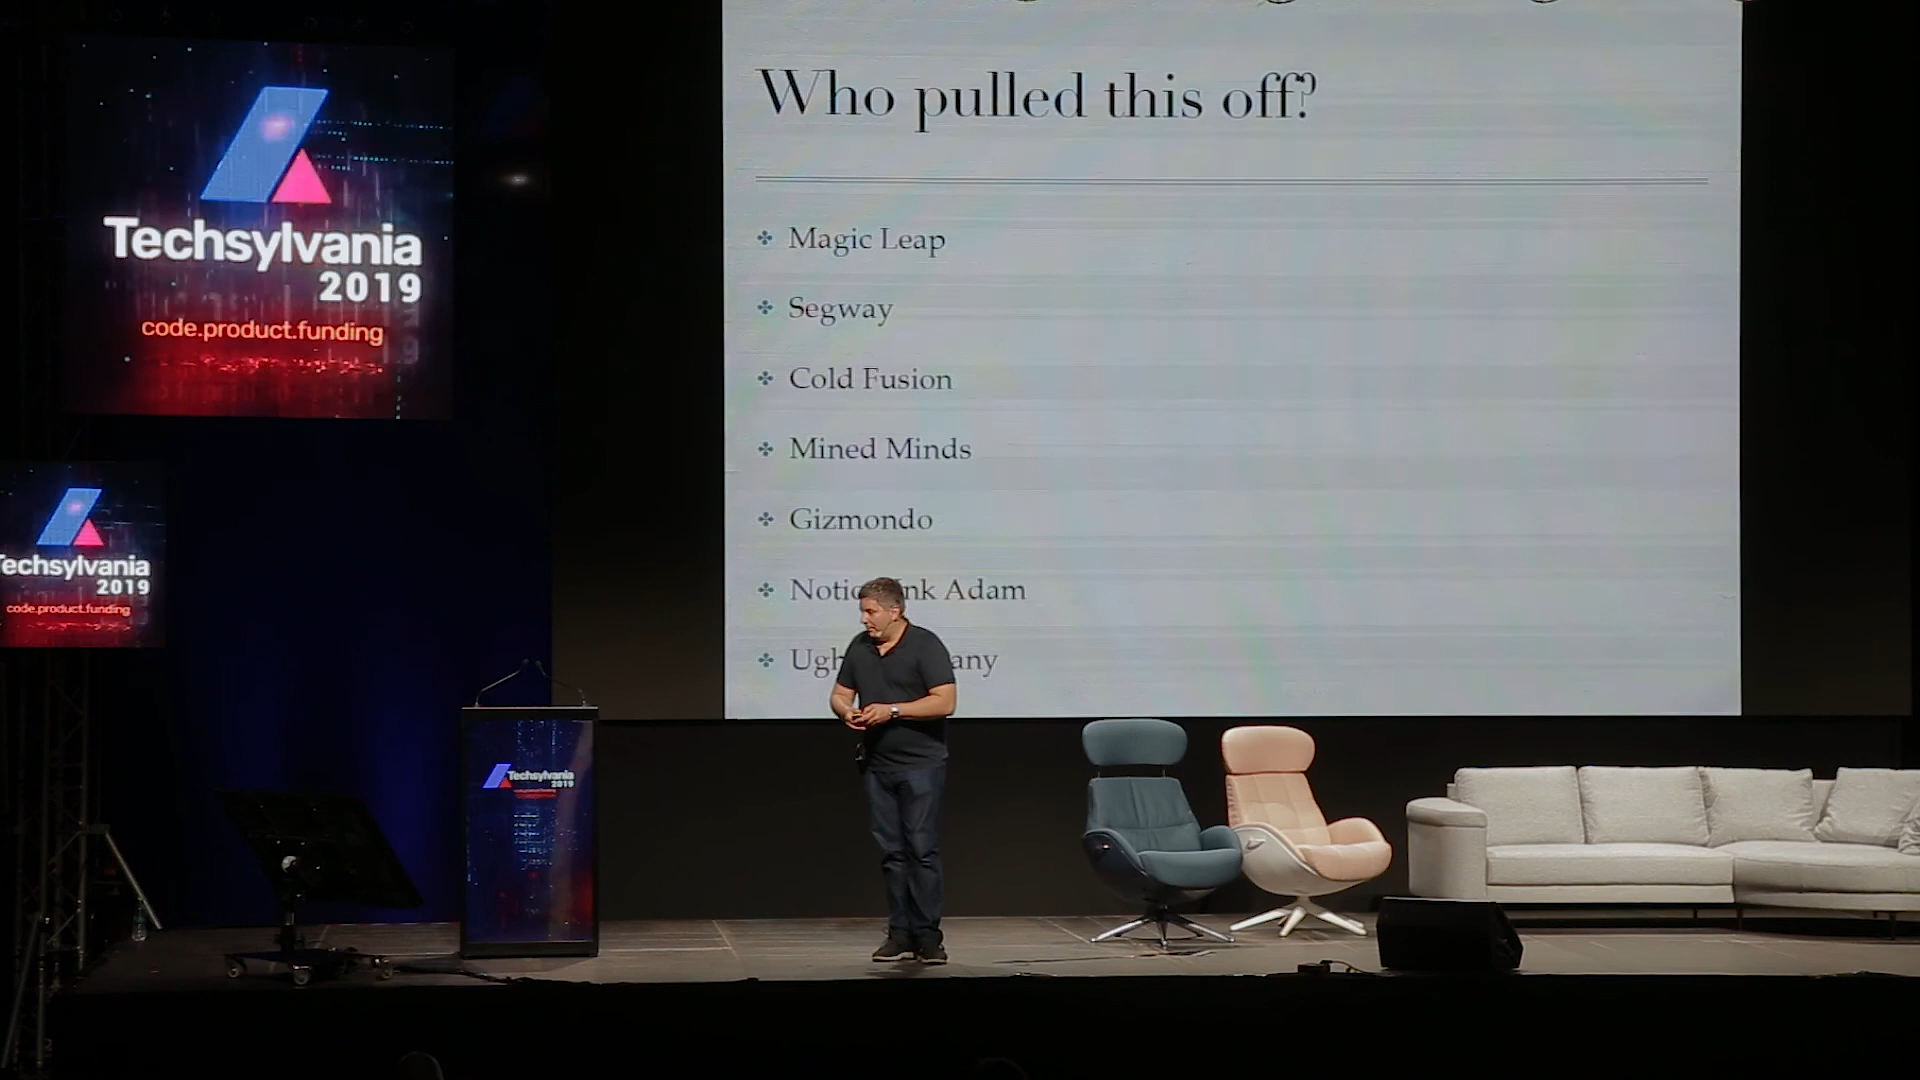 Techsylvania
2019
code.product.funding
Techsylvania
2019
code.product.funding
Techsylvania
2019
Who pulled this off?
Magic Leap
Segway
Cold Fusion
Mined Minds
Gizmondo
Adam